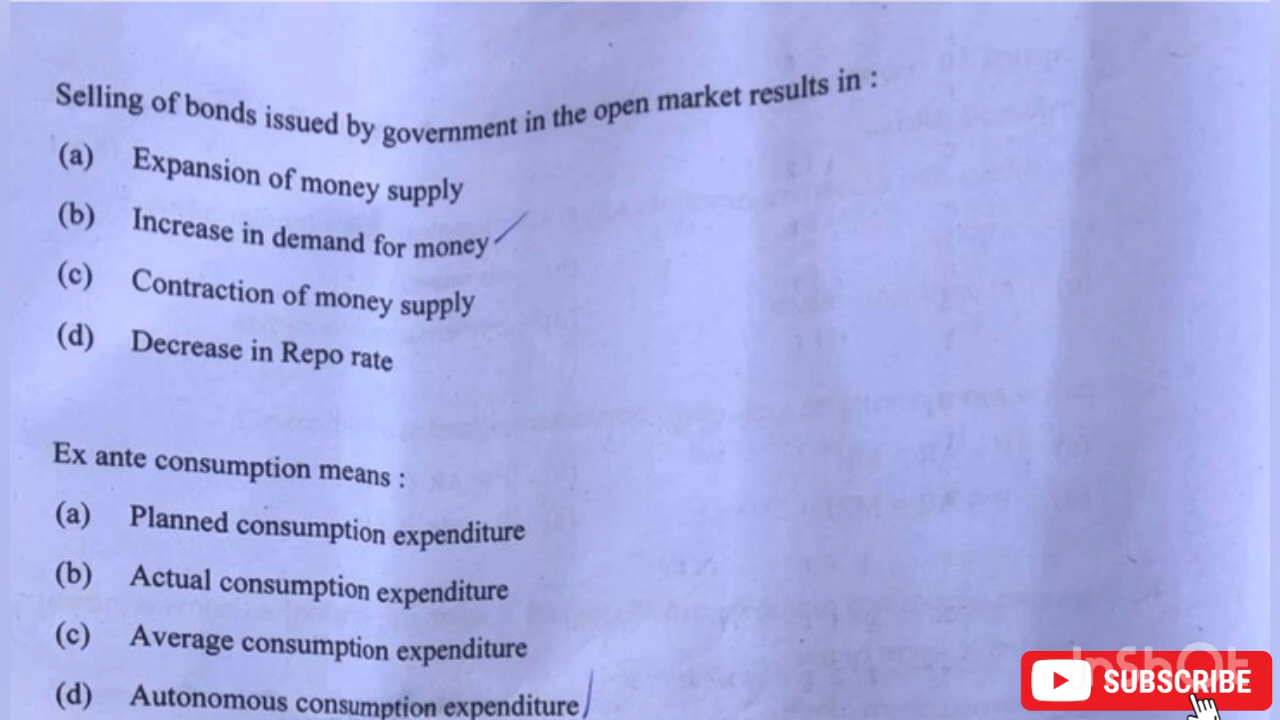 Selling of bonds issued by government in the open market results in :
(a) Expansion of money supply
(b) Increase in demand for money
(c) Contraction of money supply
(d) Decrease in Repo rate
Ex ante consumption means :
(a) Planned consumption expenditure
(b) Actual consumption expenditure
(c) Average consumption expenditure
(d) Autonomous consumption expenditure
InShOt
SUBSCRIBE